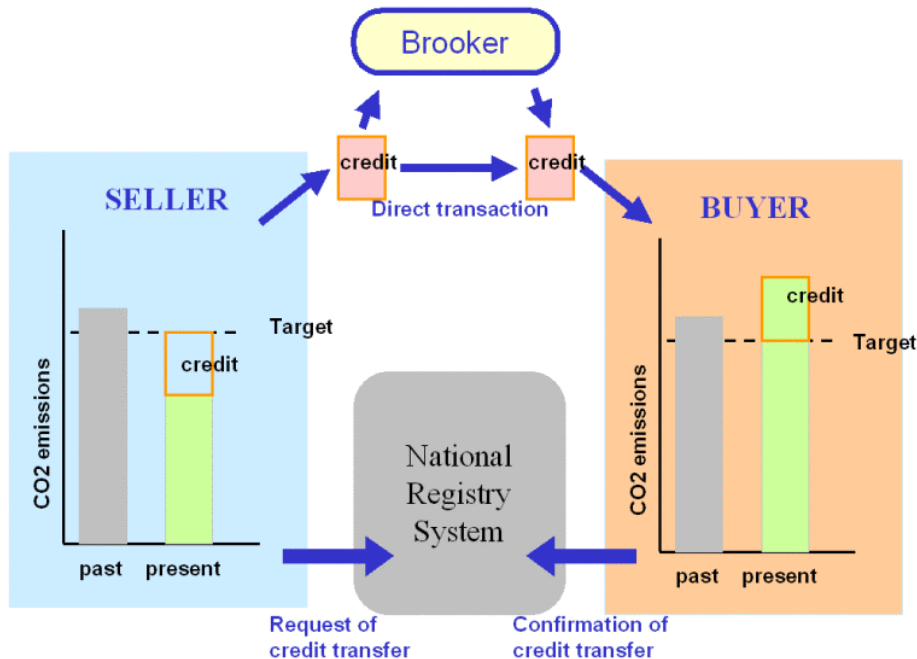 Brooker
credit
credit
Direct transaction
SELLER
BUYER
Target
credit
CO2 emissions
past
present
credit
Target
CO2 emissions
past
present
National
Registry
System
Request of
credit transfer
Confirmation of
credit transfer